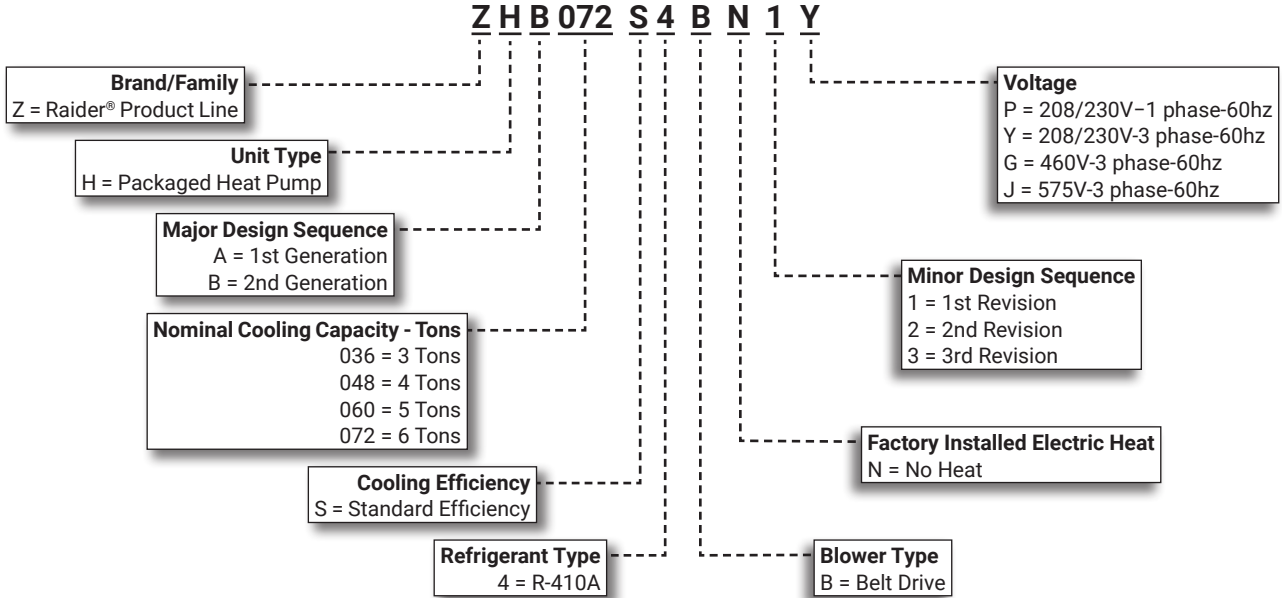 Z H B 072 S 4 B N 1 Y
Brand/Family
Z = Raider® Product Line
Unit Type
H = Packaged Heat Pump
Major Design Sequence
A = 1st Generation
B = 2nd Generation
Nominal Cooling Capacity - Tons
036 = 3 Tons
048 = 4 Tons
060 = 5 Tons
072 = 6 Tons
Cooling Efficiency
S = Standard Efficiency
Refrigerant Type
4 = R-410A
Voltage
P = 208/230V−1 phase-60hz
Y = 208/230V-3 phase-60hz
G = 460V-3 phase-60hz
J = 575V-3 phase-60hz
Minor Design Sequence
1 = 1st Revision
2 = 2nd Revision
3 = 3rd Revision
Factory Installed Electric Heat
N = No Heat
Blower Type
B = Belt Drive